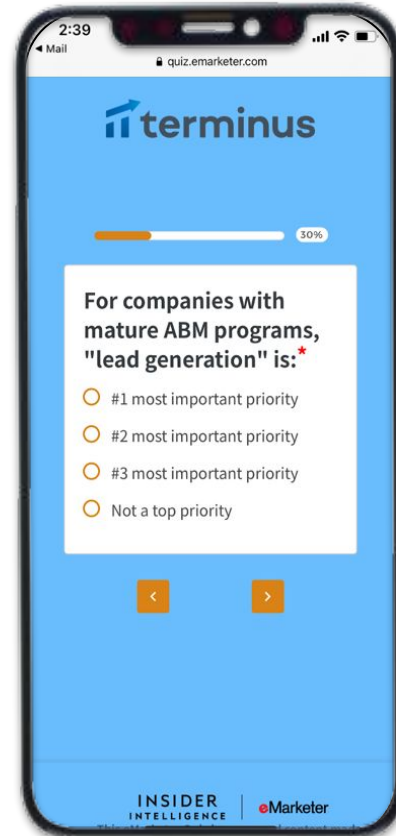 2:39
◀ Mail
quiz.emarketer.com
terminus
30%
For companies with
mature ABM programs,
"lead generation" is:*
#1 most important priority
#2 most important priority
#3 most important priority
Not a top priority
<
>
INSIDER
INTELLIGENCE
eMarketer